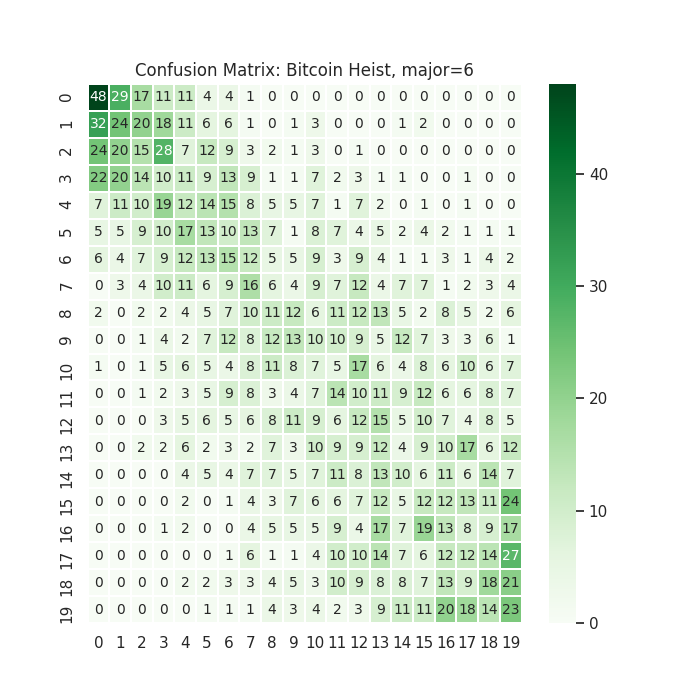 Confusion Matrix: Bitcoin Heist, major=6
0 48 29 17 11 11 4 4 1 0 0 0 0 0 0 0 0 0 0 0 0
1 32 24 20 18 11 6 6 1 0 1 3 0 0 0 1 2 0 0 0 0
2 24 20 15 28 7 12 9 3 2 1 3 0 1 0 0 0 0 0 0 0
3 22 20 14 10 11 9 13 9 1 1 7 2 3 1 1 0 0 1 0 0
4 7 11 10 19 12 14 15 8 5 5 7 1 7 2 0 1 0 1 0 0
5 5 5 9 10 17 13 10 13 7 1 8 7 4 5 2 4 2 1 1 1
6 6 4 7 9 12 13 15 12 5 5 9 3 9 4 1 1 3 1 4 2
7 0 3 4 10 11 6 9 16 6 4 9 7 12 4 7 7 1 2 3 4
8 2 0 2 2 4 5 7 10 11 12 6 11 12 13 5 2 8 5 2 6
9 0 0 1 4 2 7 12 8 12 13 10 10 9 5 12 7 3 3 6 1
10 1 0 1 5 6 5 4 8 11 8 7 5 17 6 4 8 6 10 6 7
11 0 0 1 2 3 5 9 8 3 4 7 14 10 11 9 12 6 6 8 7
12 0 0 0 3 5 6 5 6 8 11 9 6 12 15 5 10 7 4 8 5
13 0 0 2 2 6 2 3 2 7 3 10 9 9 12 4 9 10 17 6 12
14 0 0 0 0 4 5 4 7 7 5 7 11 8 13 10 6 11 6 14 7
15 0 0 0 0 2 0 1 4 3 7 6 6 7 12 5 12 12 13 11 24
16 0 0 0 1 2 0 0 4 5 5 5 9 4 17 7 19 13 8 9 17
17 0 0 0 0 0 0 1 6 1 1 4 10 10 14 7 6 12 12 14 27
18 0 0 0 0 2 2 3 3 4 5 3 10 9 8 8 7 13 9 18 21
19 0 0 0 0 0 1 1 1 4 3 4 2 3 9 11 11 20 18 14 23
0 1 2 3 4 5 6 7 8 9 10 11 12 13 14 15 16 17 18 19
40
30
20
10
0